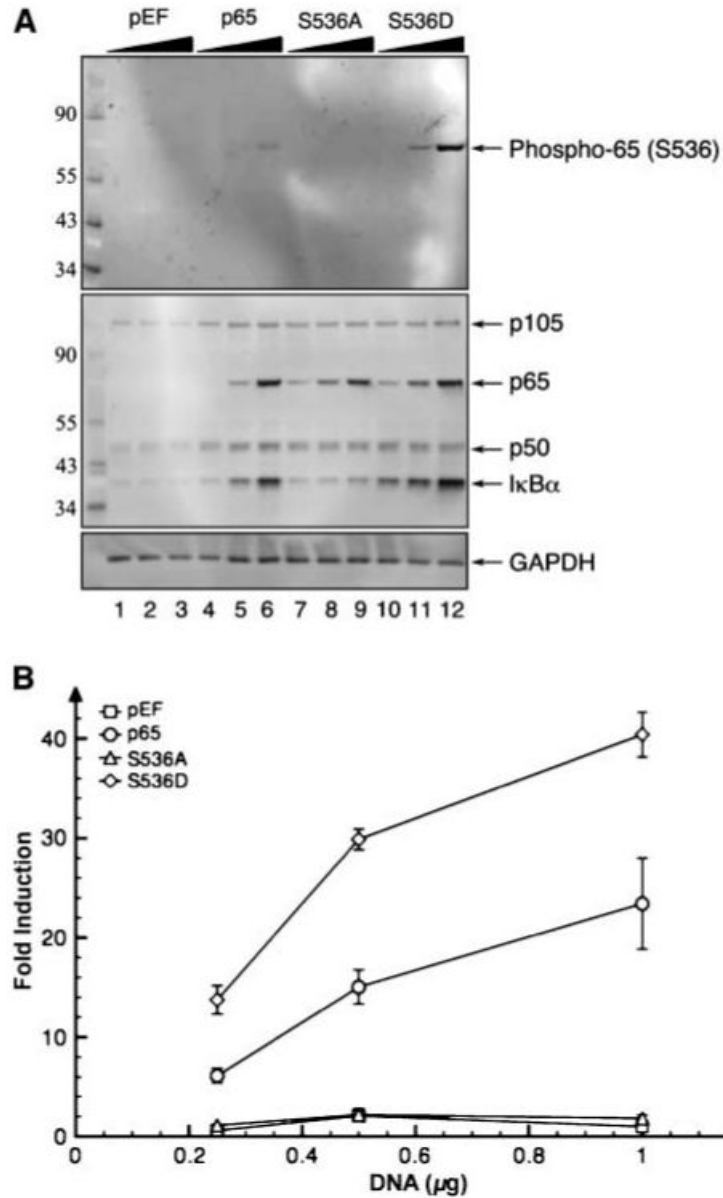 A
pEF p65 S536A S536D
90
55
43
34
Phospho-65 (S536)
90
55
43
34
p105
p65
p50
IκBα
GAPDH
1 2 3 4 5 6 7 8 9 10 11 12
B
pEF
p65
S536A
S536D
Fold Induction
40
30
20
10
0
0 0.2 0.4 0.6 0.8 1
DNA (μg)